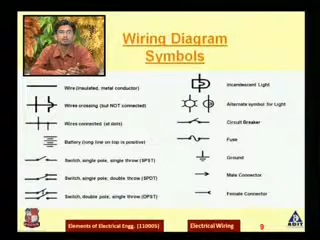 Wiring Diagram
Symbols
Wire (insulated, metal conductor)
Wires crossing (but NOT connected)
Wires connected (at dots)
Battery (long line on top is positive)
Switch, single pole, single throw (SPST)
Switch, single pole, double throw (SPDT)
Switch, double pole, single throw (DPST)
Incandescent Light
Alternate symbol for Light
Circuit Breaker
Fuse
Ground
Male Connector
Female Connector
Elements of Electrical Engg. (110005)
Electrical Wiring
9
ADIT